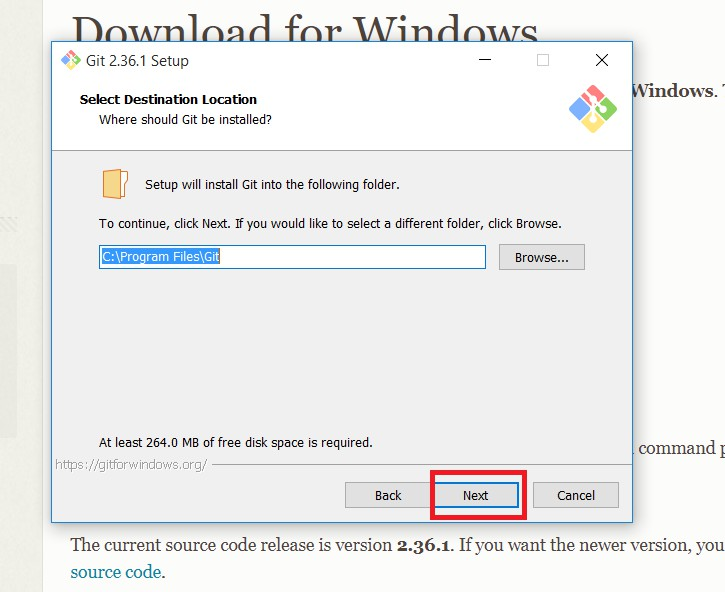 Download for Windows
Git 2.36.1 Setup
Windows.
Select Destination Location
Where should Git be installed?
Setup will install Git into the following folder.
To continue, click Next. If you would like to select a different folder, click Browse.
C:\Program Files\Git
Browse...
At least 264.0 MB of free disk space is required.
command
https://gitforwindows.org/
Back
Next
Cancel
The current source code release is version 2.36.1. If you want the newer version, you
source code.